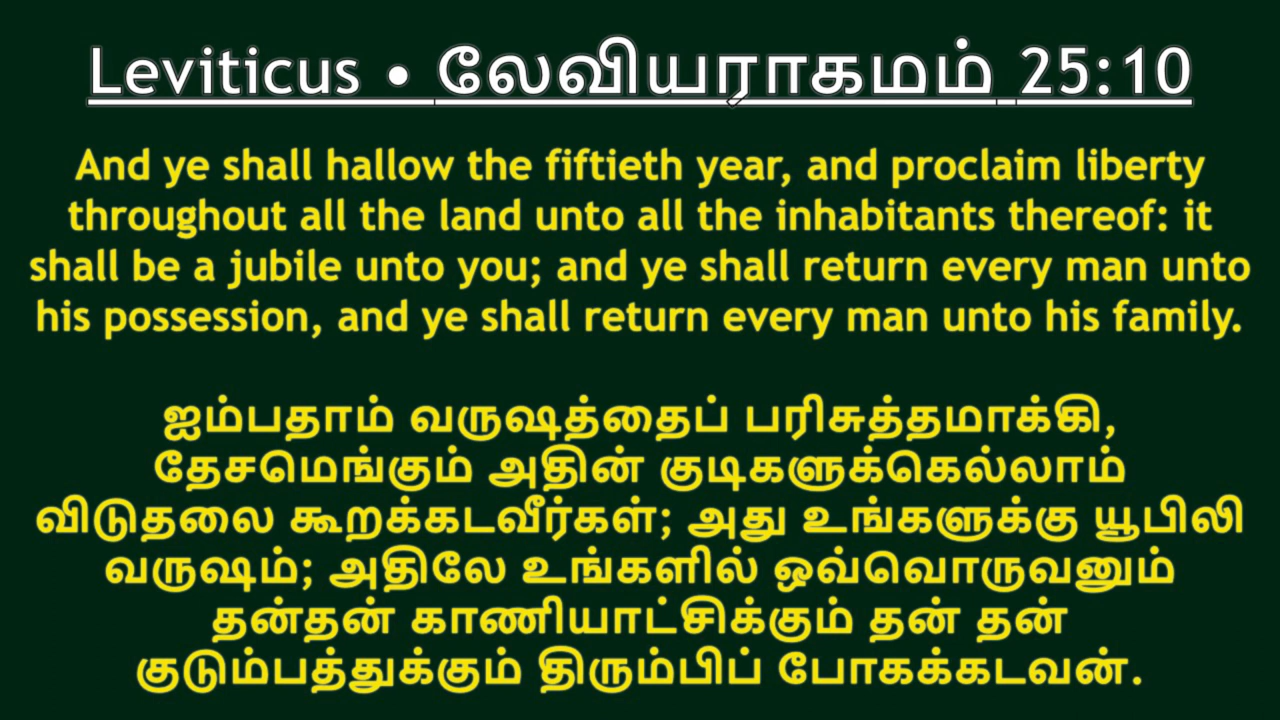 Leviticus • லேவியராகமம் 25:10
And ye shall hallow the fiftieth year, and proclaim liberty
throughout all the land unto all the inhabitants thereof: it
shall be a jubile unto you; and ye shall return every man unto
his possession, and ye shall return every man unto his family.
ஐம்பதாம் வருஷத்தைப் பரிசுத்தமாக்கி,
தேசமெங்கும் அதின் குடிகளுக்கெல்லாம்
விடுதலை கூறக்கடவீர்கள்; அது உங்களுக்கு யூபிலி
வருஷம்; அதிலே உங்களில் ஒவ்வொருவனும்
தன்தன் காணியாட்சிக்கும் தன் தன்
குடும்பத்துக்கும் திரும்பிப் போகக்கடவன்.